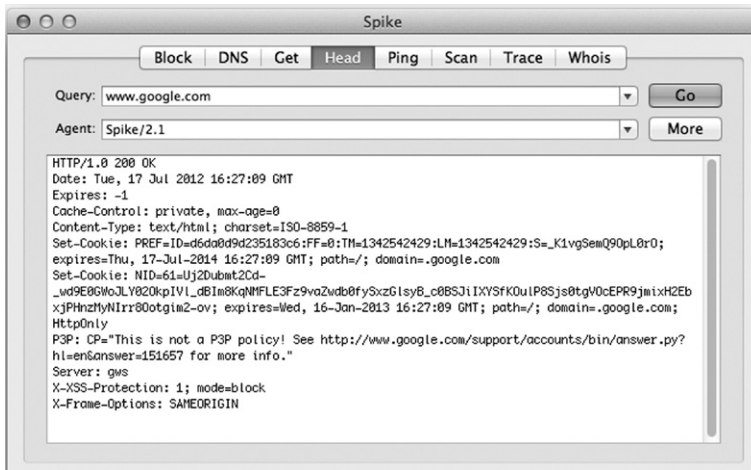 Spike
Block DNS Get Head Ping Scan Trace Whois
Query: www.google.com Go
Agent: Spike/2.1 More
HTTP/1.0 200 OK
Date: Tue, 17 Jul 2012 16:27:09 GMT
Expires: -1
Cache-Control: private, max-age=0
Content-Type: text/html; charset=ISO-8859-1
Set-Cookie: PREF=ID=d6da0d9d235183c6:FF=0:TM=1342542429:LM=1342542429:S=_K1vgSemQ9OpL0rO;
expires=Thu, 17-Jul-2014 16:27:09 GMT; path=/; domain=.google.com
Set-Cookie: NID=61=Uj2Dubmt2Cd-
_wd9E0GWoJLY02OkpIVl_dBIm8KqNMFLE3Fz9vaZwdb0fySxzGlsyB_c0BSJiIXYSfKOulP8Sjs0tgVOcEPR9jmixH2Eb
xjPHnzMyNIrr8Ootgim2-ov; expires=Wed, 16-Jan-2013 16:27:09 GMT; path=/; domain=.google.com;
HttpOnly
P3P: CP="This is not a P3P policy! See http://www.google.com/support/accounts/bin/answer.py?
hl=en&answer=151657 for more info."
Server: gws
X-XSS-Protection: 1; mode=block
X-Frame-Options: SAMEORIGIN